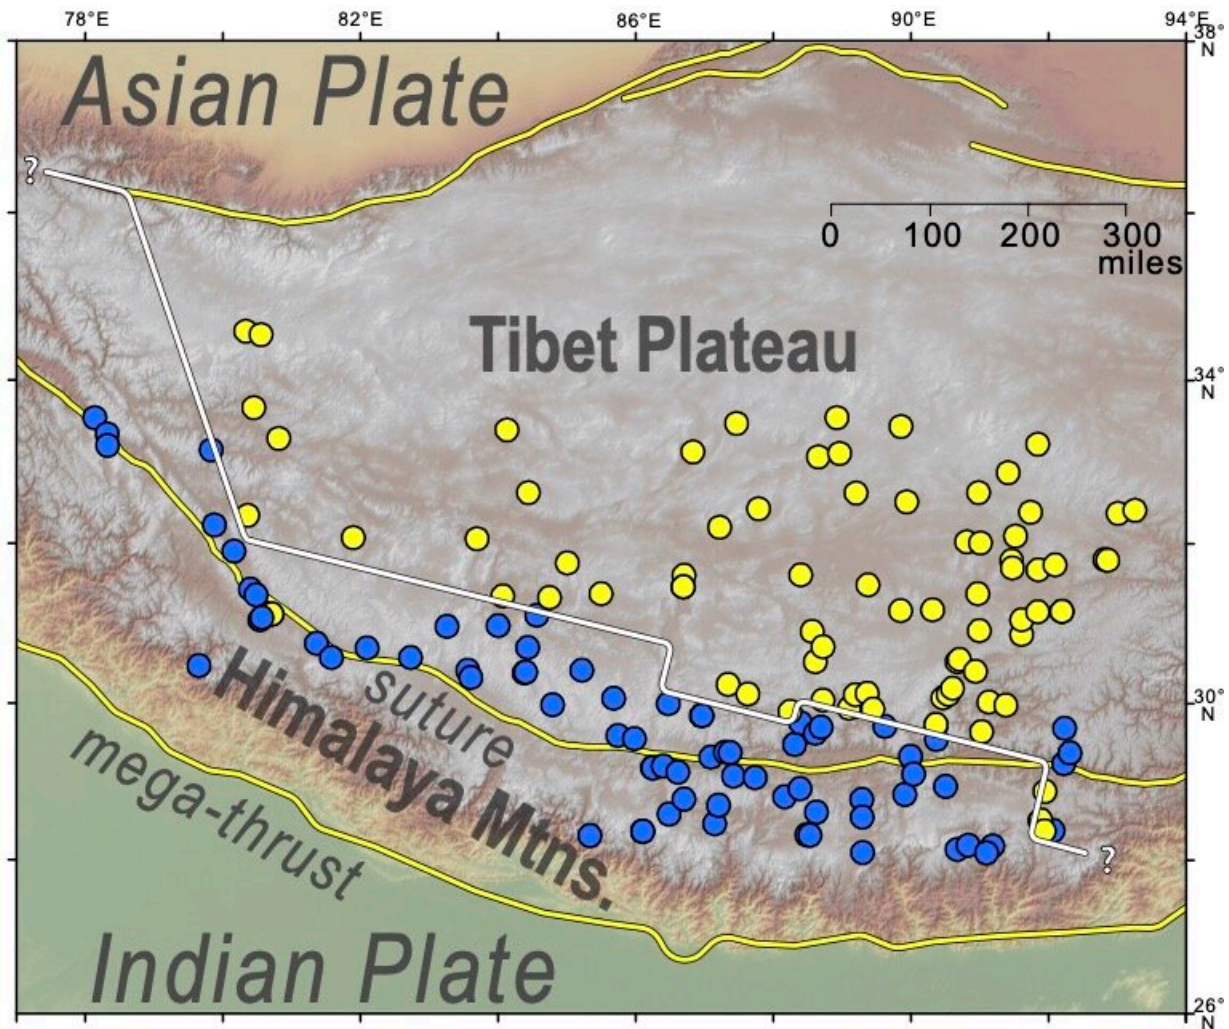 78°E 82°E 86°E 90°E 94°E
38°
N
Asian Plate
?
0 100 200 300
miles
Tibet Plateau
34°
N
suture
Himalaya Mtns.
mega-thrust
30°
N
?
Indian Plate
26°
N